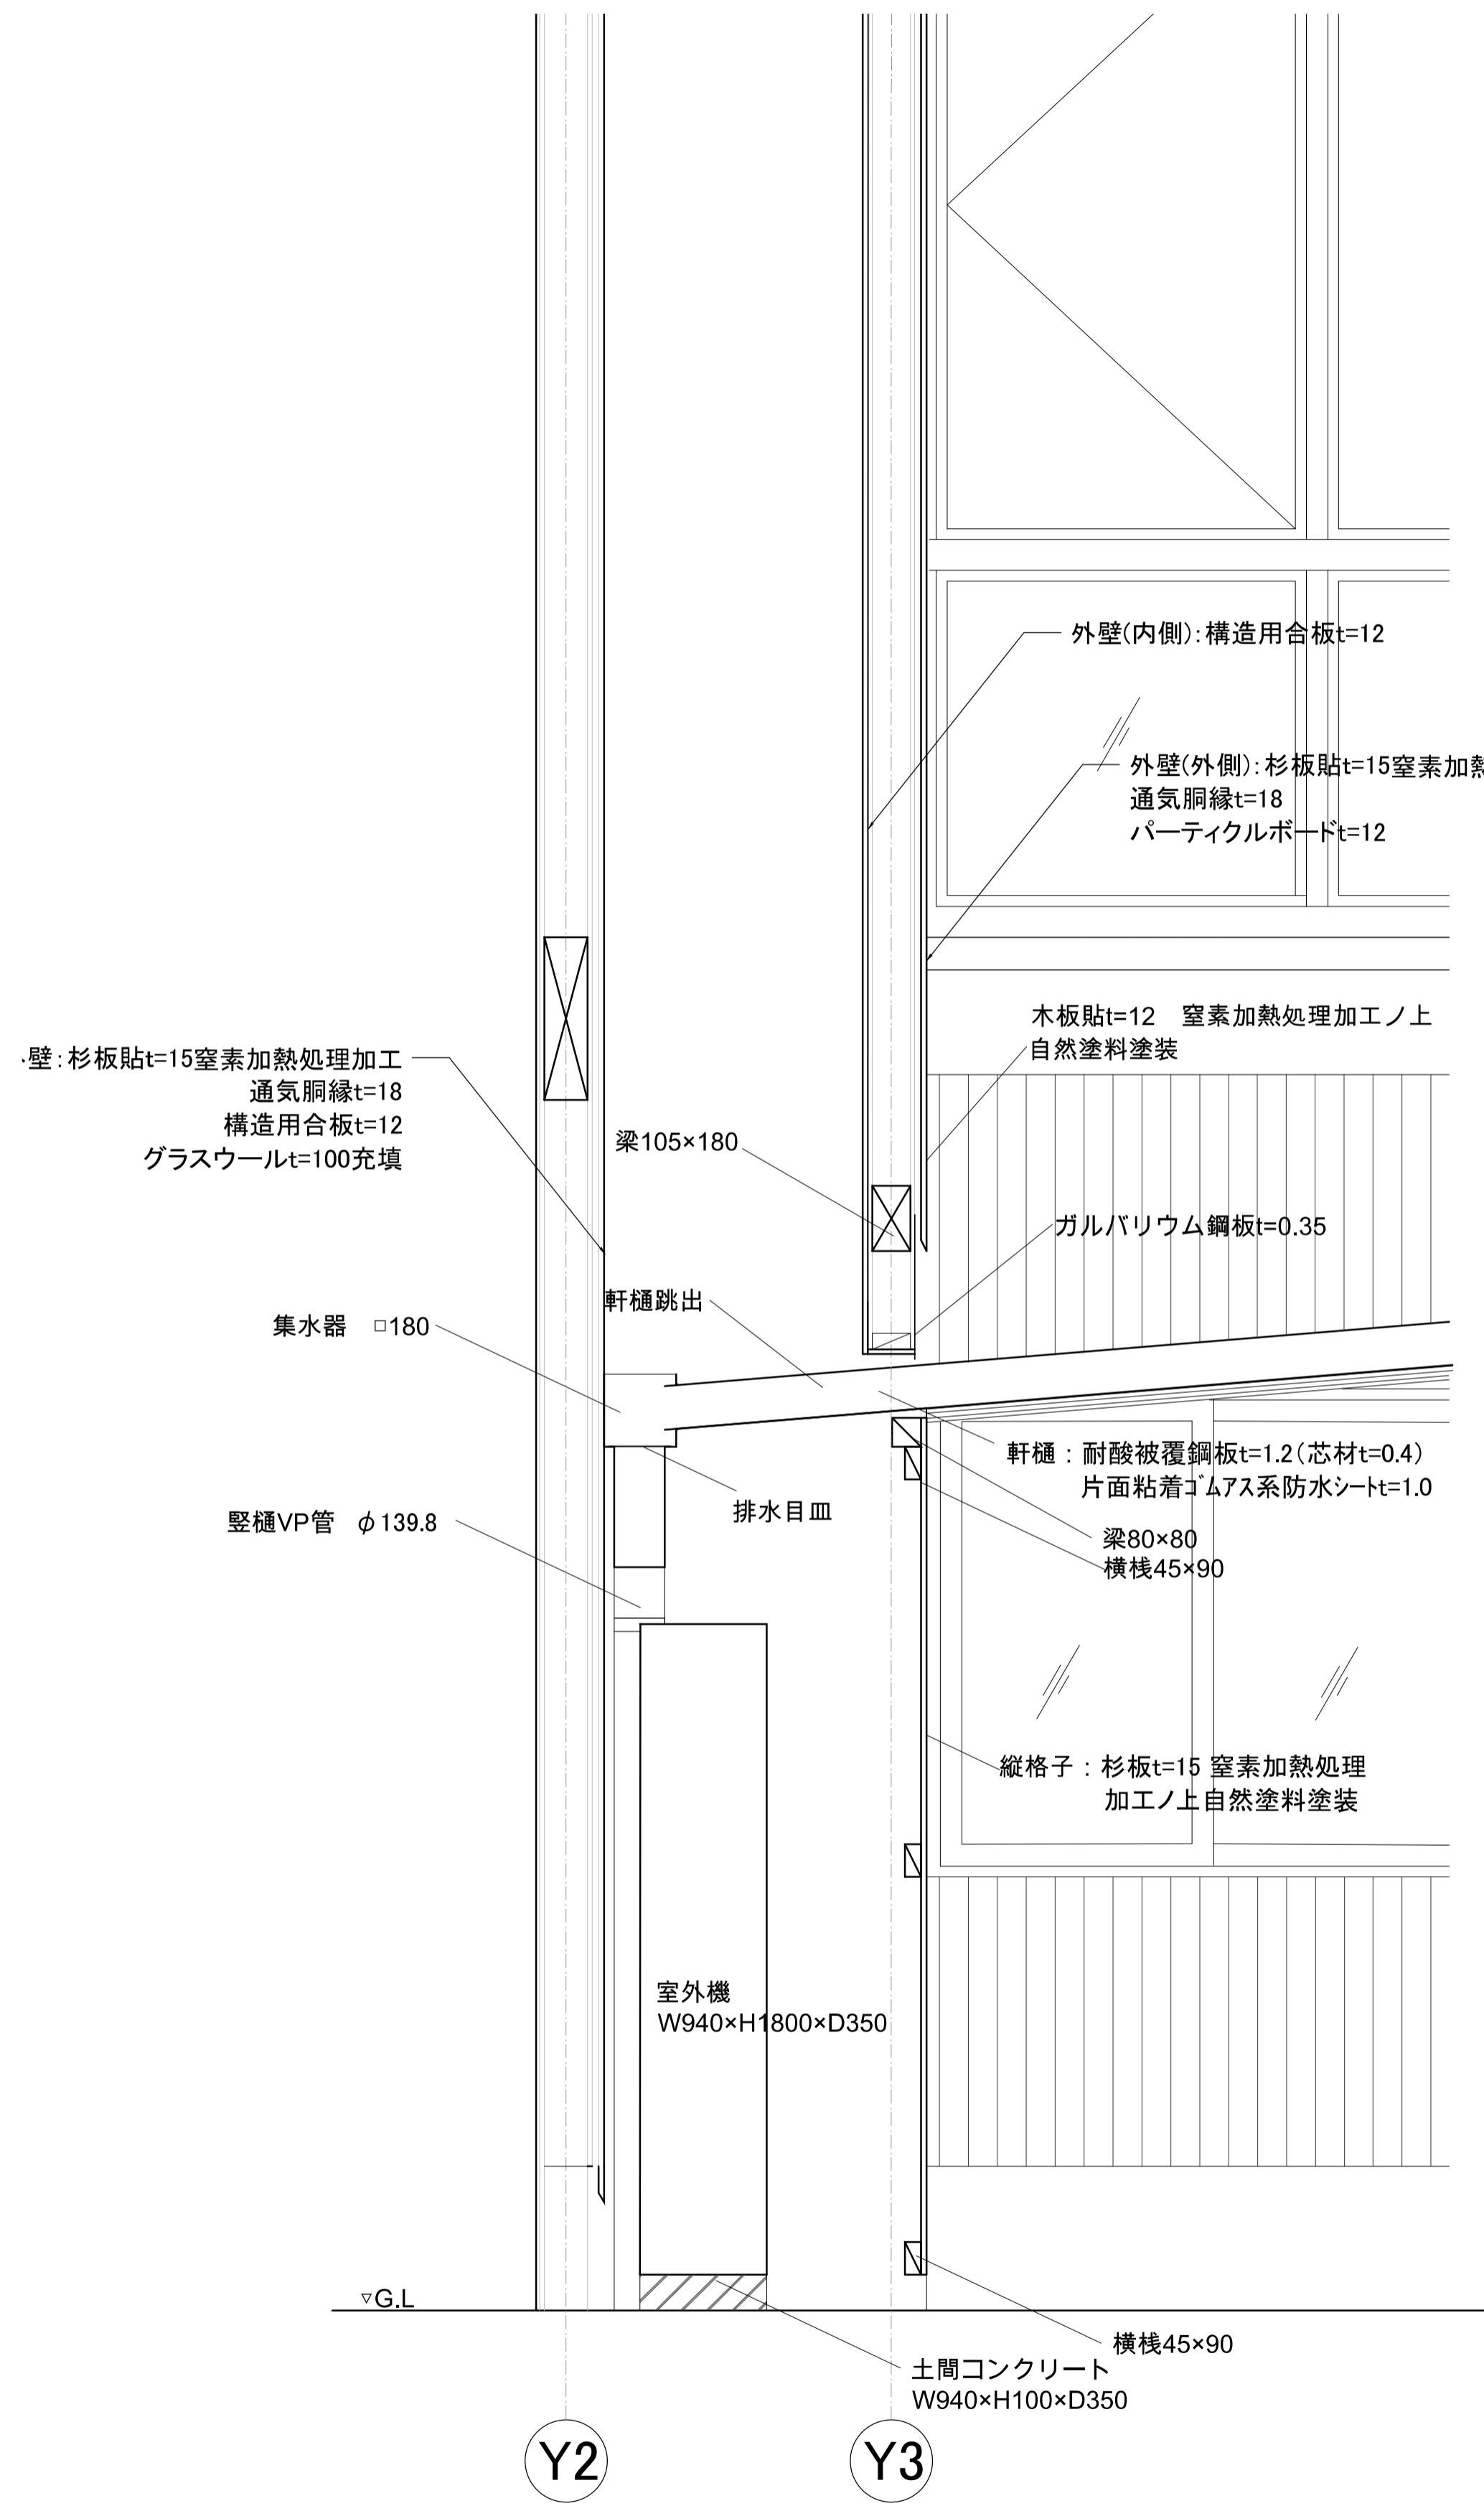 外壁(内側):構造用合板t=12
外壁(外側):杉板貼t=15窒素加
通気胴縁t=18
パーティクルボードt=12
木板貼t=12　窒素加熱処理加工ノ上
自然塗料塗装
壁:杉板貼t=15窒素加熱処理加工
通気胴縁t=18
構造用合板t=12
グラスウールt=100充填
梁105×180
ガルバリウム鋼板t=0.35
軒樋跳出
集水器　□180
軒樋：耐酸被覆鋼板t=1.2(芯材t=0.4)
片面粘着ｺﾞﾑｱｽ系防水ｼｰﾄt=1.0
排水目皿
竪樋VP管　φ139.8
梁80×80
横桟45×90
縦格子：杉板t=15 窒素加熱処理
加工ノ上自然塗料塗装
室外機
W940×H1800×D350
▽G.L
横桟45×90
土間コンクリート
W940×H100×D350
Y2
Y3